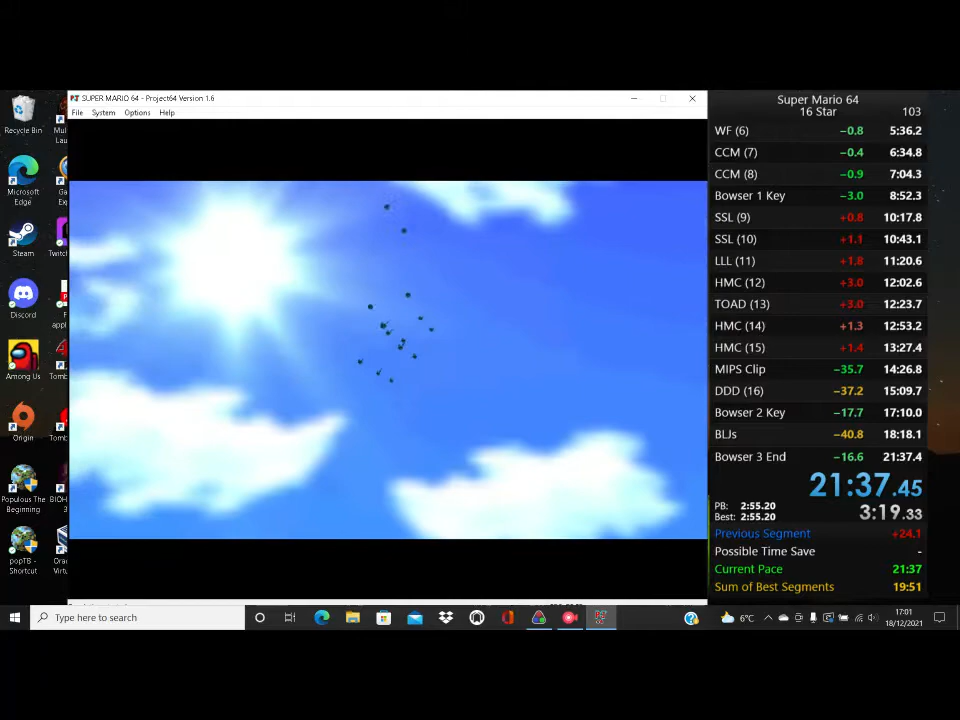 SUPER MARIO 64 - Project64 Version 1.6
File System Options Help
Recycle Bin
Microsoft
Edge
Steam
Discord
Among Us
Origin
Populous The
Beginning
popTB -
Shortcut
Super Mario 64
16 Star 103
WF (6) −0.8 5:36.2
CCM (7) −0.4 6:34.8
CCM (8) −0.9 7:04.3
Bowser 1 Key −3.0 8:52.3
SSL (9) +0.8 10:17.8
SSL (10) +1.1 10:43.1
LLL (11) +1.8 11:20.6
HMC (12) +3.0 12:02.6
TOAD (13) +3.0 12:23.7
HMC (14) +1.3 12:53.2
HMC (15) +1.4 13:27.4
MIPS Clip −35.7 14:26.8
DDD (16) −37.2 15:09.7
Bowser 2 Key −17.7 17:10.0
BLJs −40.8 18:18.1
Bowser 3 End −16.6 21:37.4
21:37.45
PB: 2:55.20
Best: 2:55.20
3:19.33
Previous Segment +24.1
Possible Time Save -
Current Pace 21:37
Sum of Best Segments 19:51
Type here to search
6°C
17:01
18/12/2021